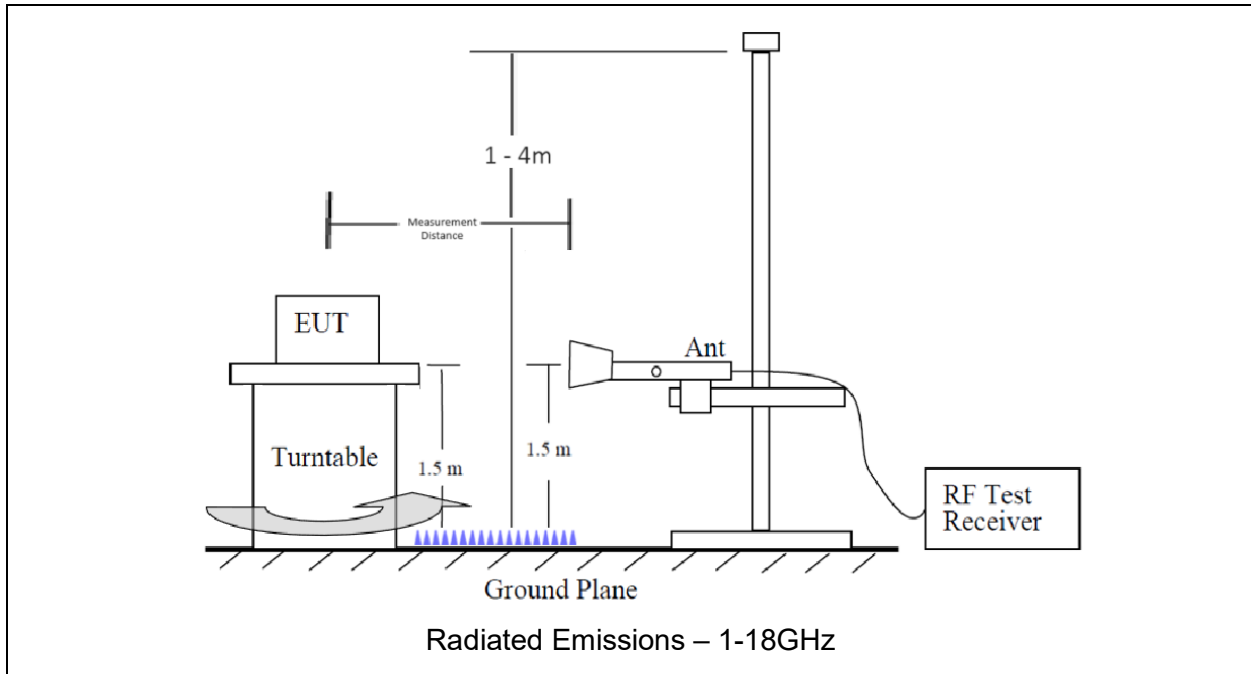 1 - 4m
Measurement
Distance
EUT
Ant
Turntable
1.5 m
1.5 m
RF Test
Receiver
Ground Plane
Radiated Emissions – 1-18GHz